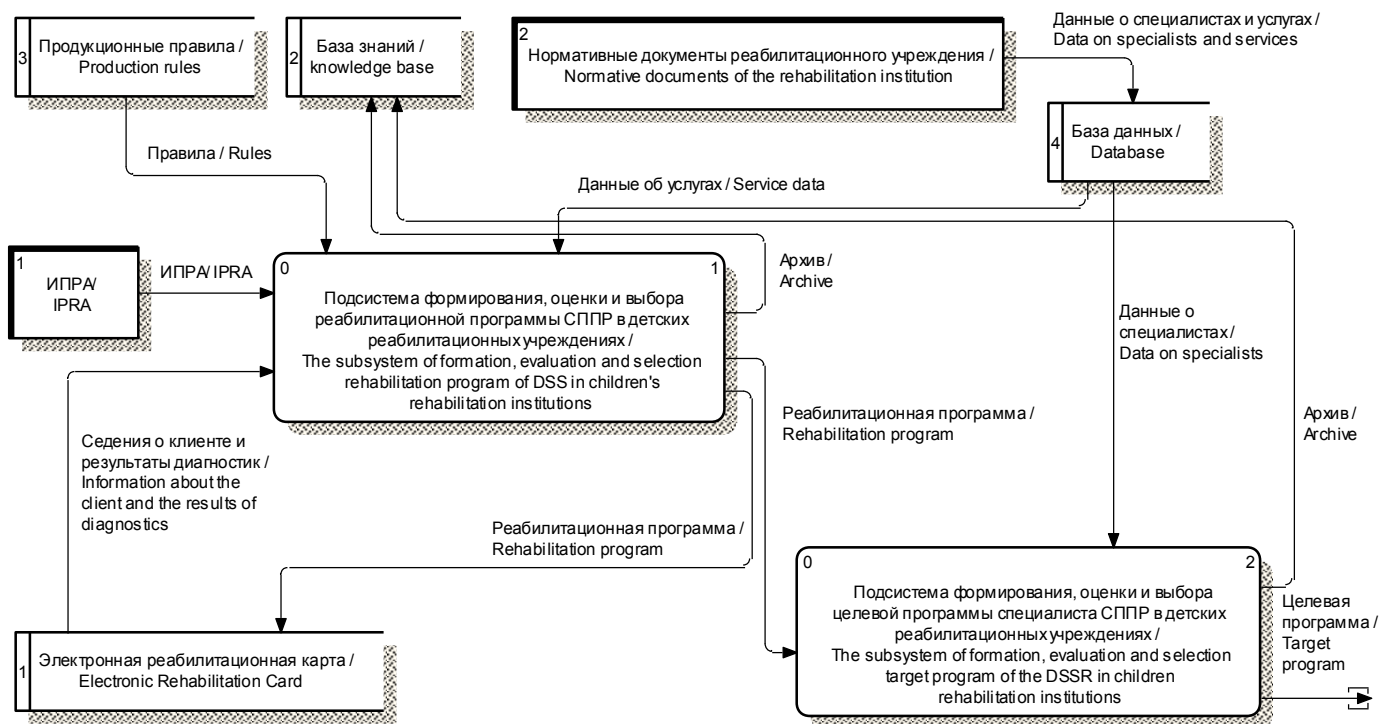 3
Продукционные правила /
Production rules
2
База знаний /
knowledge base
2
Нормативные документы реабилитационного учреждения /
Normative documents of the rehabilitation institution
Данные о специалистах и услугах /
Data on specialists and services
4
База данных /
Database
Правила / Rules
Данные об услугах / Service data
1
ИПРА/
IPRA
ИПРА/ IPRA
0
1
Подсистема формирования, оценки и выбора
реабилитационной программы СППР в детских
реабилитационных учреждениях /
The subsystem of formation, evaluation and selection
rehabilitation program of DSS in children's
rehabilitation institutions
Архив /
Archive
Данные о
специалистах /
Data on specialists
Реабилитационная программа /
Rehabilitation program
Архив /
Archive
Седения о клиенте и
результаты диагностик /
Information about the
client and the results of
diagnostics
Реабилитационная программа /
Rehabilitation program
0
2
Подсистема формирования, оценки и выбора
целевой программы специалиста СППР в детских
реабилитационных учреждениях /
The subsystem of formation, evaluation and selection
target program of the DSSR in children
rehabilitation institutions
Целевая
программа /
Target
program
1
Электронная реабилитационная карта /
Electronic Rehabilitation Card